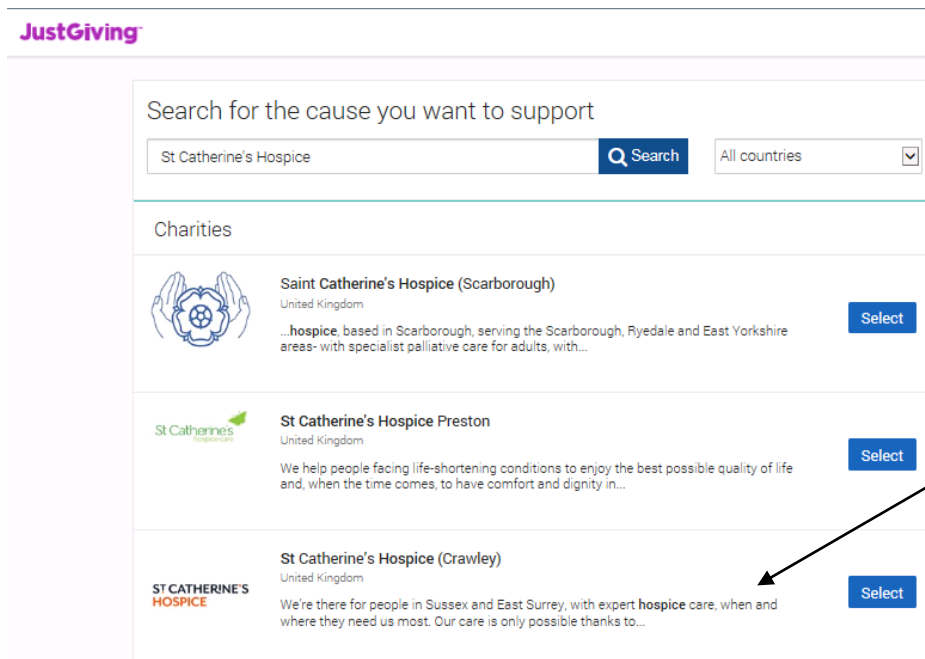 JustGiving™
Search for the cause you want to support
St Catherine's Hospice
Search
All countries
Charities
Saint Catherine's Hospice (Scarborough)
United Kingdom
...hospice, based in Scarborough, serving the Scarborough, Ryedale and East Yorkshire
areas- with specialist palliative care for adults, with...
Select
St Catherine's
hospice care
St Catherine's Hospice Preston
United Kingdom
We help people facing life-shortening conditions to enjoy the best possible quality of life
and, when the time comes, to have comfort and dignity in...
Select
ST CATHERINE'S
HOSPICE
St Catherine's Hospice (Crawley)
United Kingdom
We're there for people in Sussex and East Surrey, with expert hospice care, when and
where they need us most. Our care is only possible thanks to...
Select